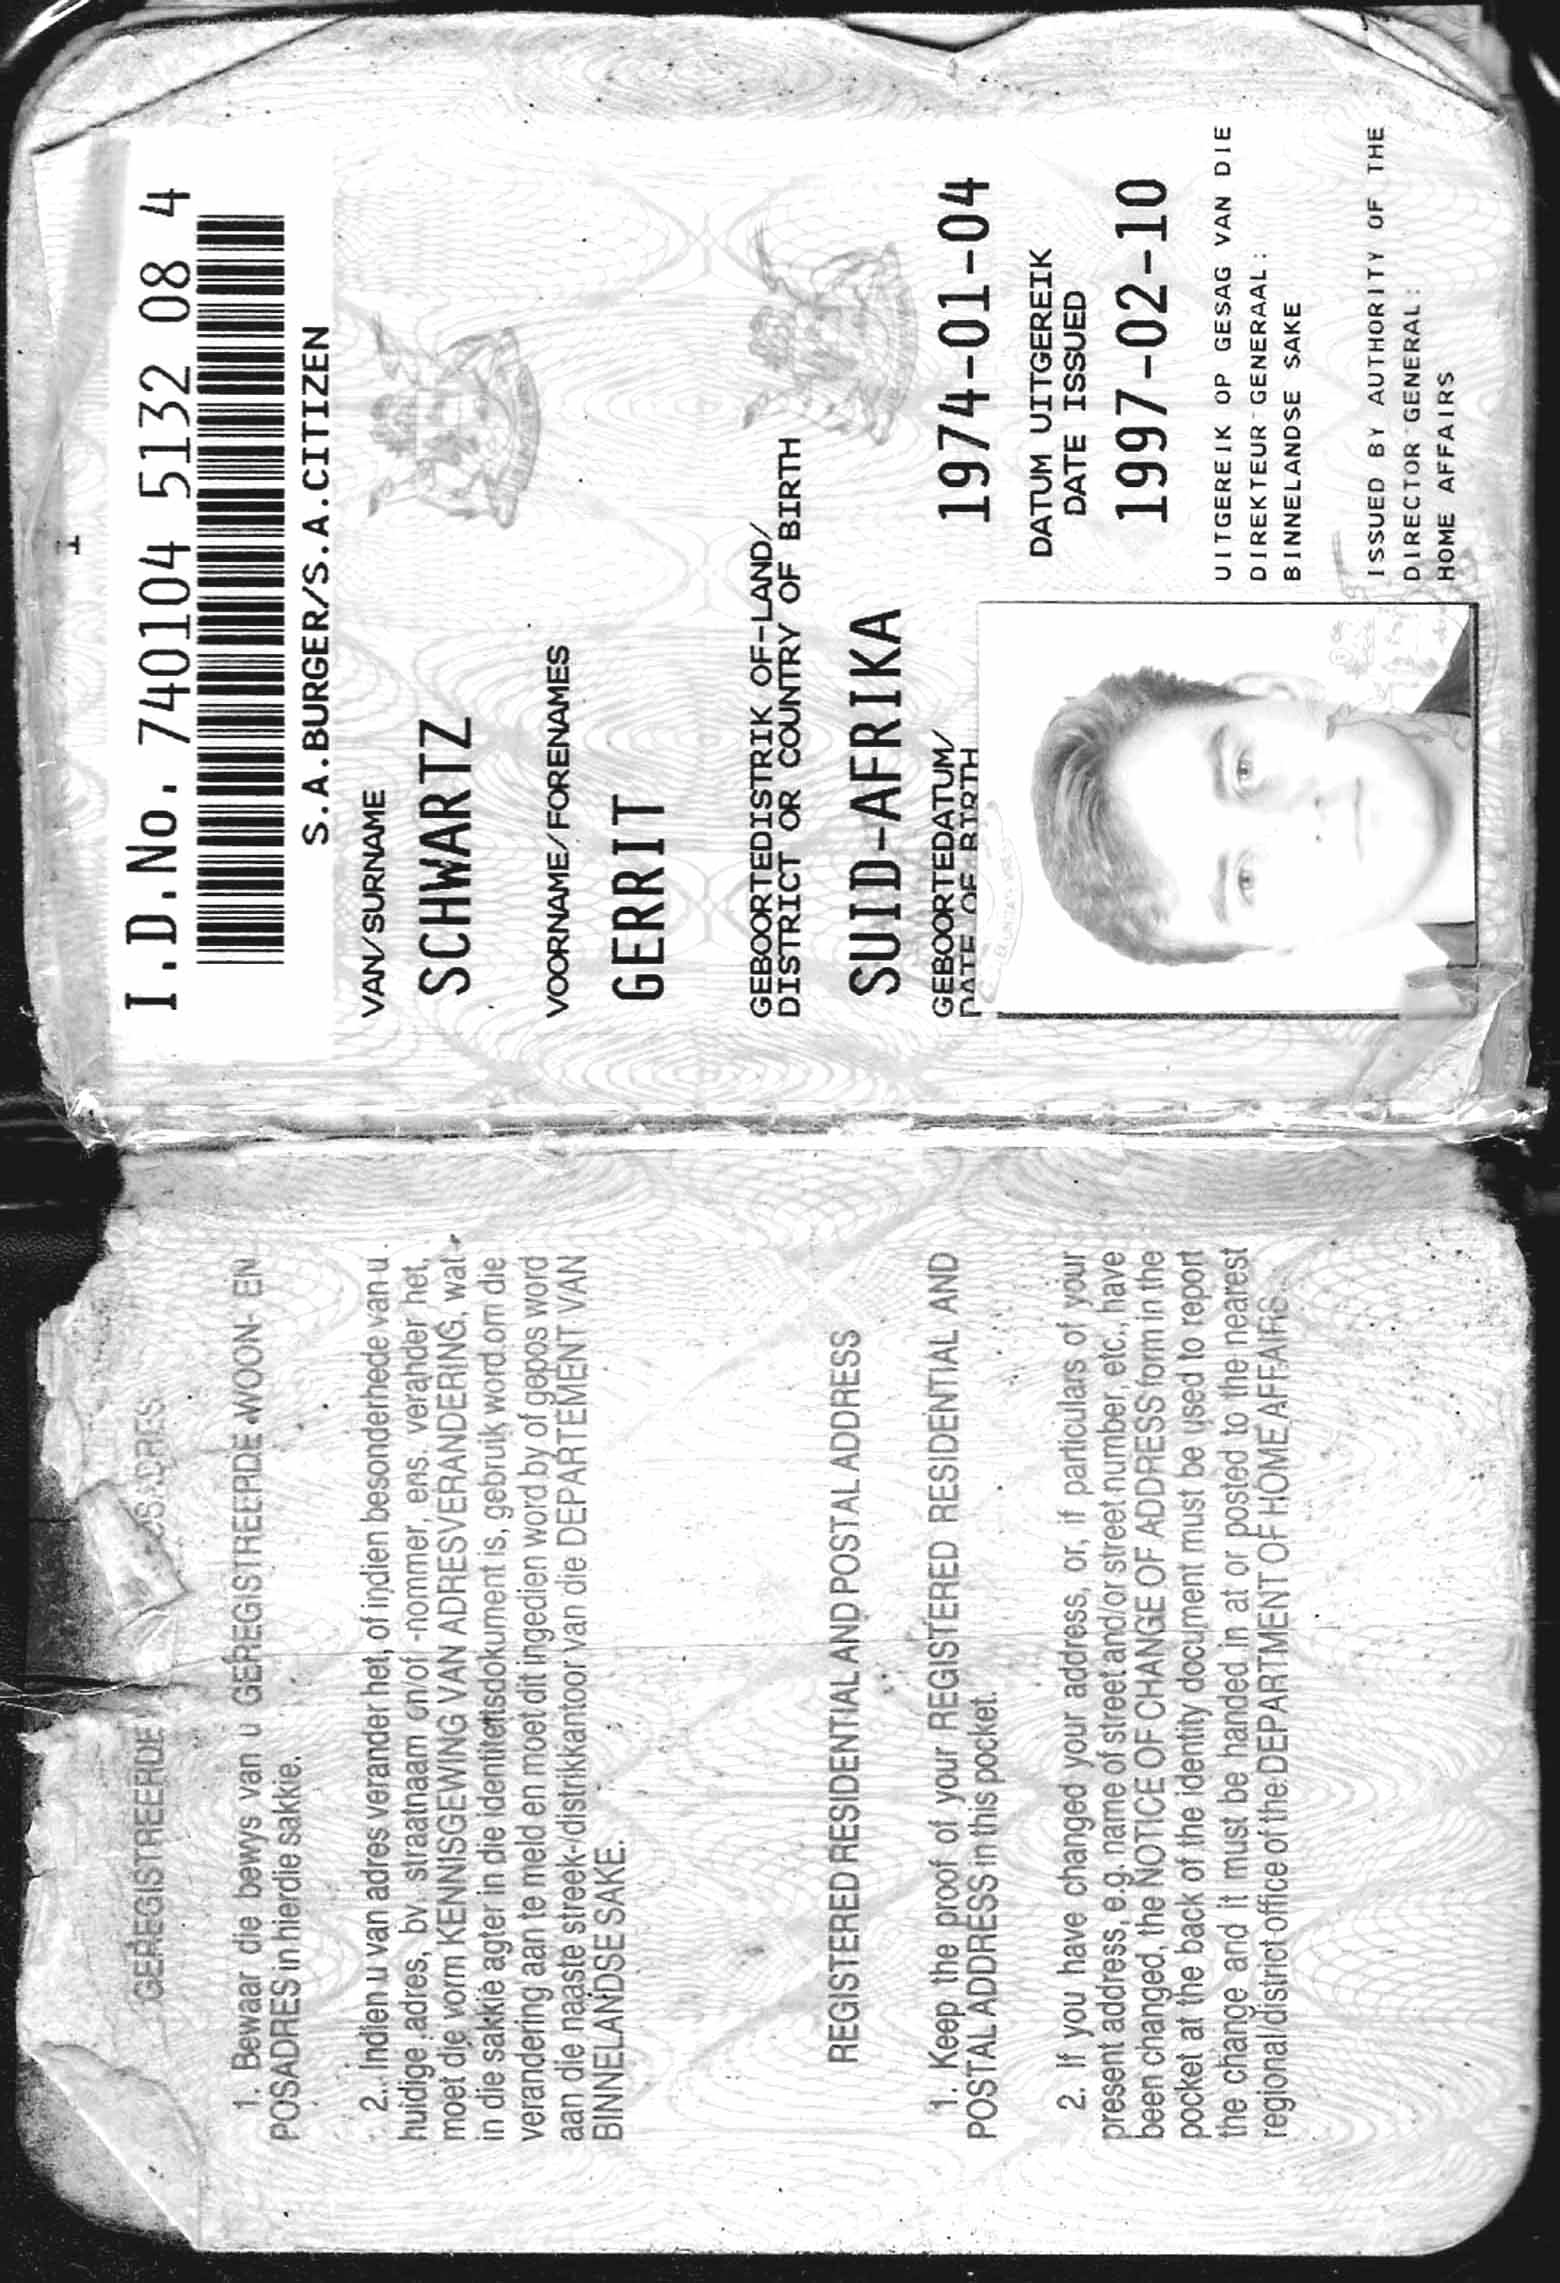 I
I.D.No. 740104 5132 08 4
S.A.BURGER/S.A.CITIZEN
VAN/SURNAME
SCHWARTZ
VOORNAME/FORENAMES
GERRIT
GEBOORTEDISTRIK OF-LAND/
DISTRICT OR COUNTRY OF BIRTH
SUID-AFRIKA
GEBOORTEDATUM/
DATE OF BIRTH
1974-01-04
DATUM UITGEREIK
DATE ISSUED
1997-02-10
UITGEREIK OP GESAG VAN DIE
DIREKTEUR-GENERAAL:
BINNELANDSE SAKE
ISSUED BY AUTHORITY OF THE
DIRECTOR-GENERAL:
HOME AFFAIRS
GEREGISTREERDE
1. Bewaar die bewys van u GEREGISTREERDE WOON- EN
POSADRES in hierdie sakkie.
2. Indien u van adres verander het, of indien besonderhede van u
huidige adres, bv. straatnaam en/of -nommer, ens. verander het,
moet die vorm KENNISGEWING VAN ADRESVERANDERING, wat
in die sakkie agter in die identiteitsdokument is, gebruik word om die
verandering aan te meld en moet dit ingedien word by of gepos word
aan die naaste streek-/distrikkantoor van die DEPARTEMENT VAN
BINNELANDSE SAKE.
REGISTERED RESIDENTIAL AND POSTAL ADDRESS
1. Keep the proof of your REGISTERED RESIDENTIAL AND
POSTAL ADDRESS in this pocket.
2. If you have changed your address, or, if particulars of your
present address, e.g. name of street and/or street number, etc., have
been changed, the NOTICE OF CHANGE OF ADDRESS form in the
pocket at the back of the identity document must be used to report
the change and it must be handed in at or posted to the nearest
regional/district office of the DEPARTMENT OF HOME AFFAIRS.